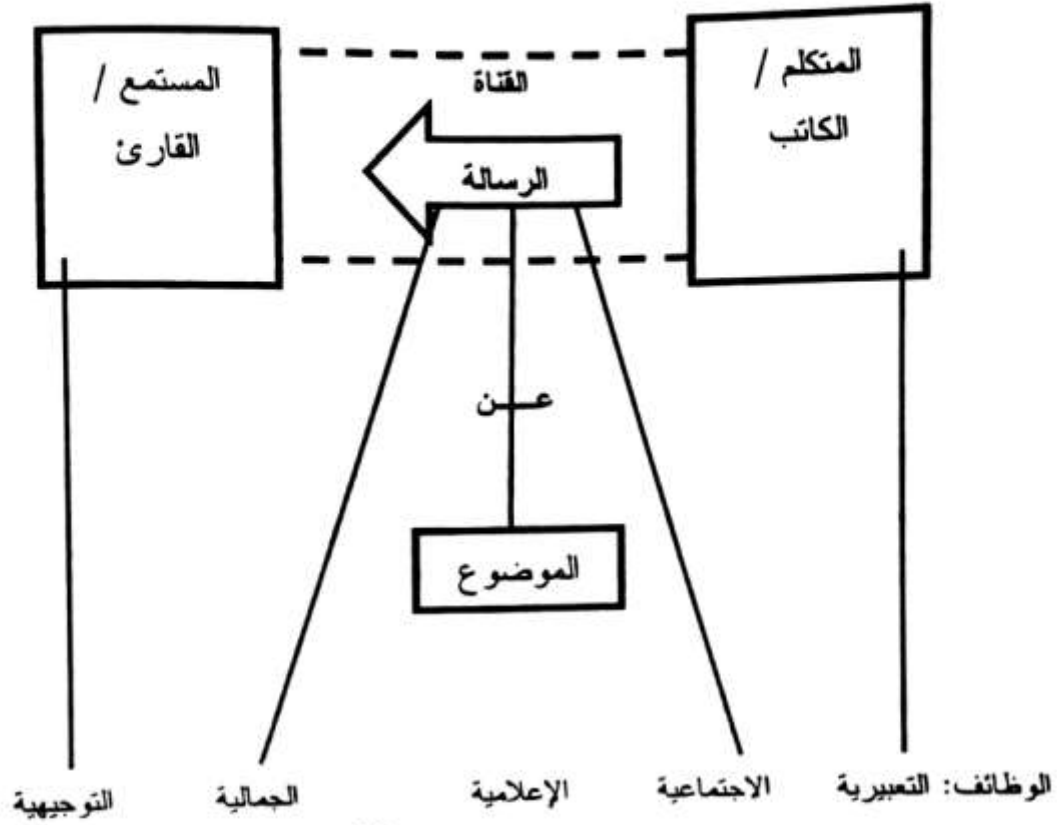 المتكلم /
الكاتب
القناة
الرسالة
المستمع /
القارئ
عن
الموضوع
الوظائف: التعبيرية الاجتماعية الإعلامية الجمالية التوجيهية